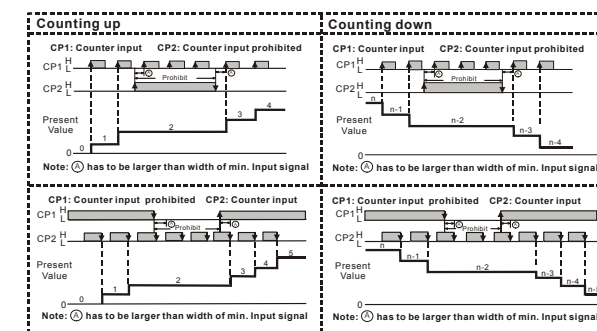 Counting up
CP1: Counter input CP2: Counter input prohibited
CP1 H L
Ⓐ Ⓐ
Prohibit
CP2 H L
Present Value
0 0 1 2 3 4
Note: Ⓐ has to be larger than width of min. Input signal
Counting down
CP1: Counter input CP2: Counter input prohibited
CP1 H L
Ⓐ Ⓐ
Prohibit
CP2 H L
Present Value
n n-1 n-2 n-3 n-4
0
Note: Ⓐ has to be larger than width of min. Input signal
CP1: Counter input prohibited CP2: Counter input
CP1 H L
Ⓐ Prohibit Ⓐ
CP2 H L
Present Value
0 0 1 2 3 4 5
Note: Ⓐ has to be larger than width of min. Input signal
CP1: Counter input prohibited CP2: Counter input
CP1 H L
Ⓐ Prohibit Ⓐ
CP2 H L
Present Value
n n-1 n-2 n-3 n-4
0
Note: Ⓐ has to be larger than width of min. Input signal